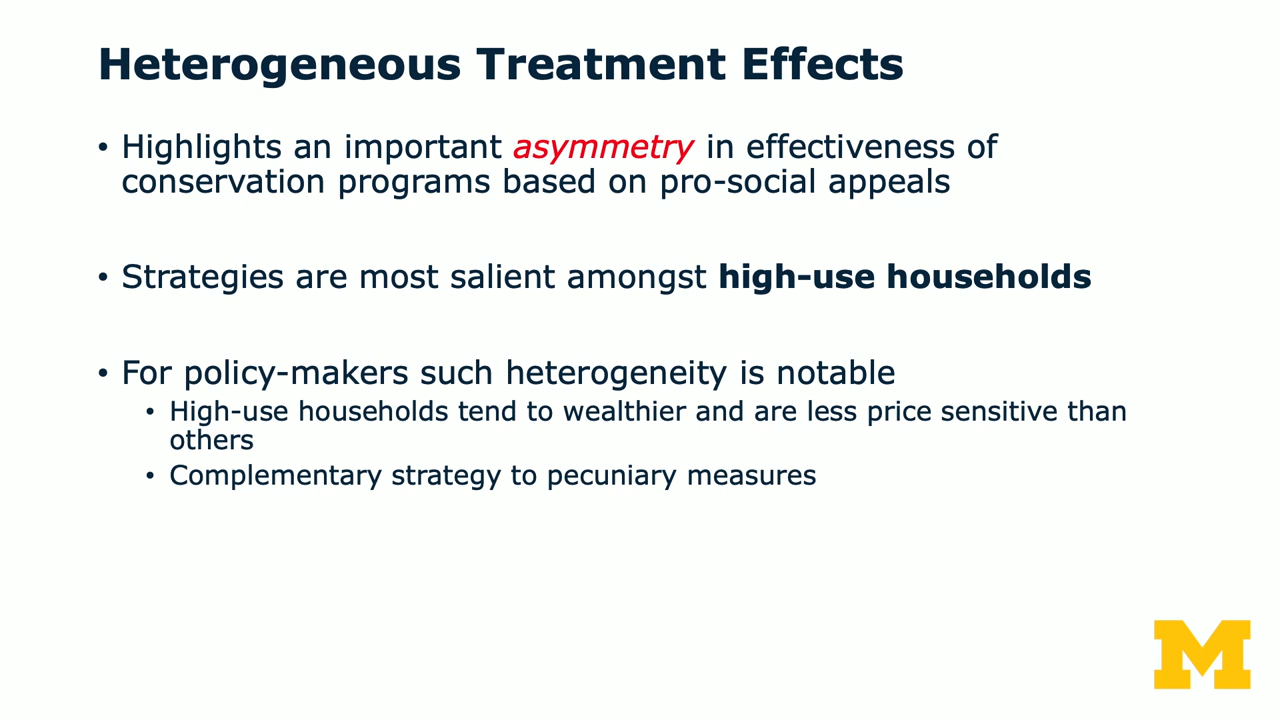 Heterogeneous Treatment Effects
• Highlights an important asymmetry in effectiveness of
conservation programs based on pro-social appeals
• Strategies are most salient amongst high-use households
• For policy-makers such heterogeneity is notable
• High-use households tend to wealthier and are less price sensitive than
others
• Complementary strategy to pecuniary measures
M